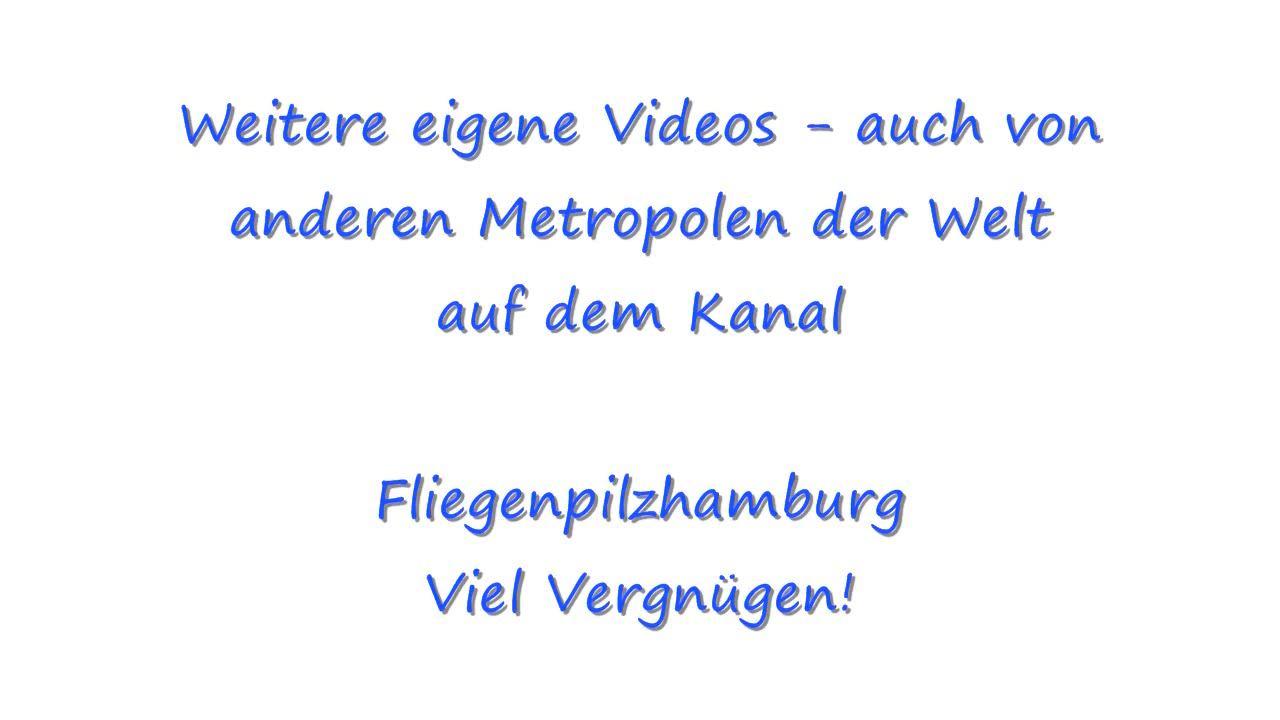 Weitere eigene Videos - auch von
anderen Metropolen der Welt
auf dem Kanal
Fliegenpilzhamburg
Viel Vergnügen!